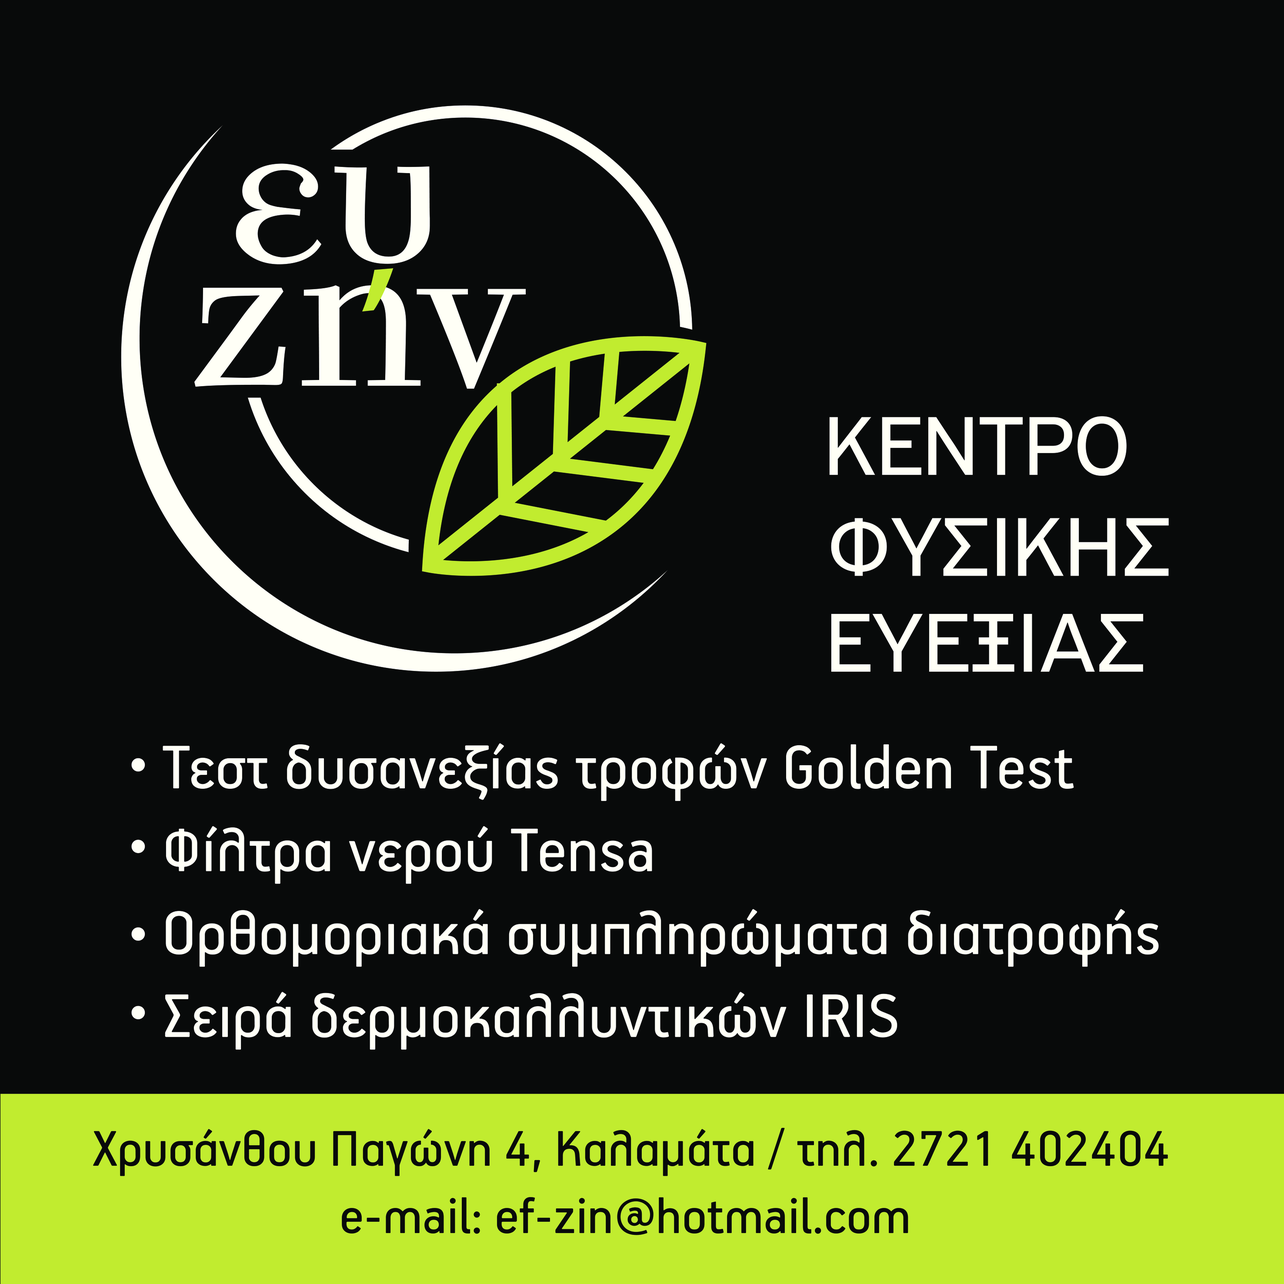 ευ
ζήν
ΚΕΝΤΡΟ
ΦΥΣΙΚΗΣ
ΕΥΕΞΙΑΣ
• Τεστ δυσανεξίας τροφών Golden Test
• Φίλτρα νερού Tensa
• Ορθομοριακά συμπληρώματα διατροφής
• Σειρά δερμοκαλλυντικών IRIS
Χρυσάνθου Παγώνη 4, Καλαμάτα / τηλ. 2721 402404
e-mail: ef-zin@hotmail.com